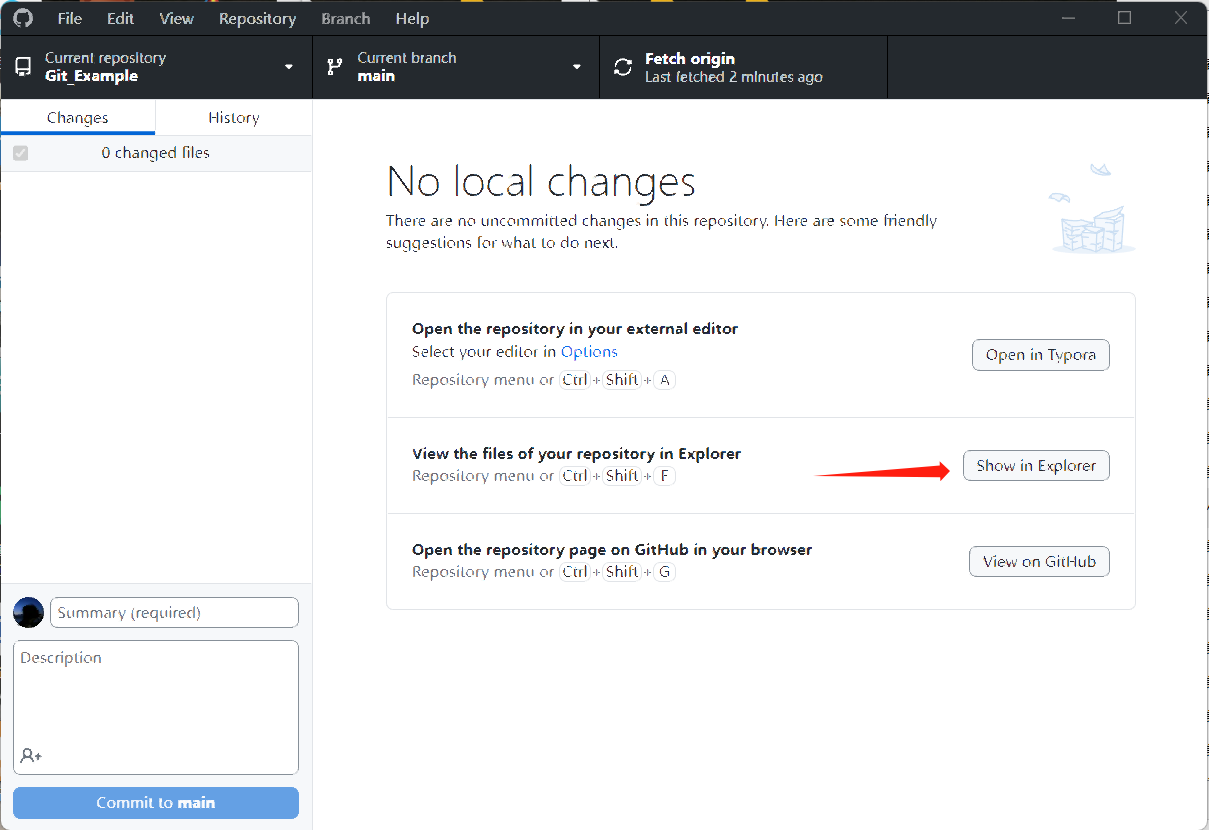 File Edit View Repository Branch Help
Current repository
Git_Example
Current branch
main
Fetch origin
Last fetched 2 minutes ago
Changes History
0 changed files
No local changes
There are no uncommitted changes in this repository. Here are some friendly
suggestions for what to do next.
Open the repository in your external editor
Select your editor in Options
Repository menu or Ctrl + Shift + A
Open in Typora
View the files of your repository in Explorer
Repository menu or Ctrl + Shift + F
Show in Explorer
Open the repository page on GitHub in your browser
Repository menu or Ctrl + Shift + G
View on GitHub
Summary (required)
Description
Commit to main